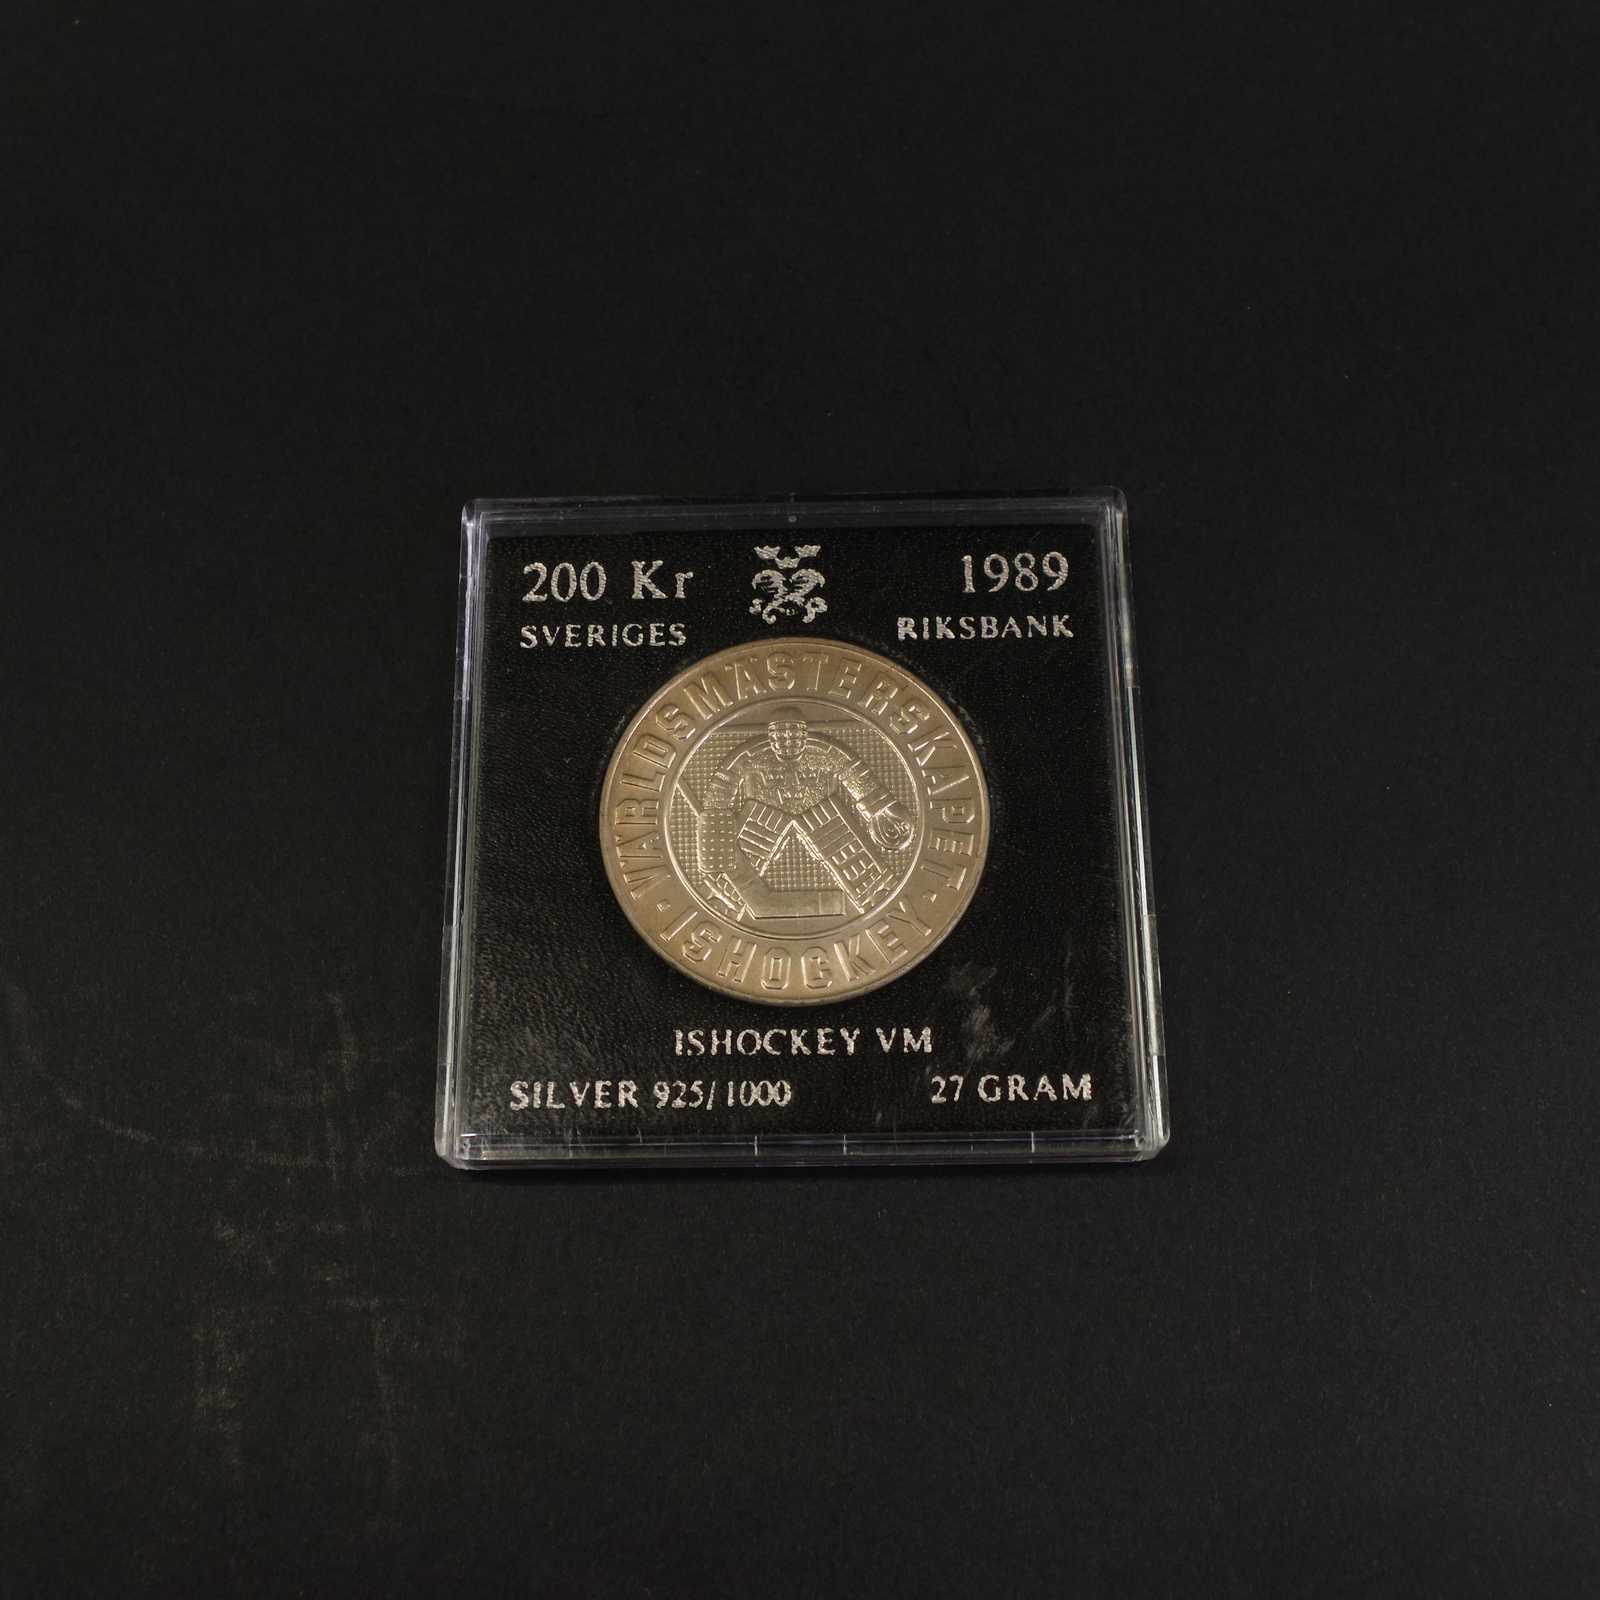 200 Kr 1989
SVERIGES RIKSBANK
VÄRLDSMÄSTERSKAPET
ISHOCKEY
ISHOCKEY VM
SILVER 925/1000 27 GRAM